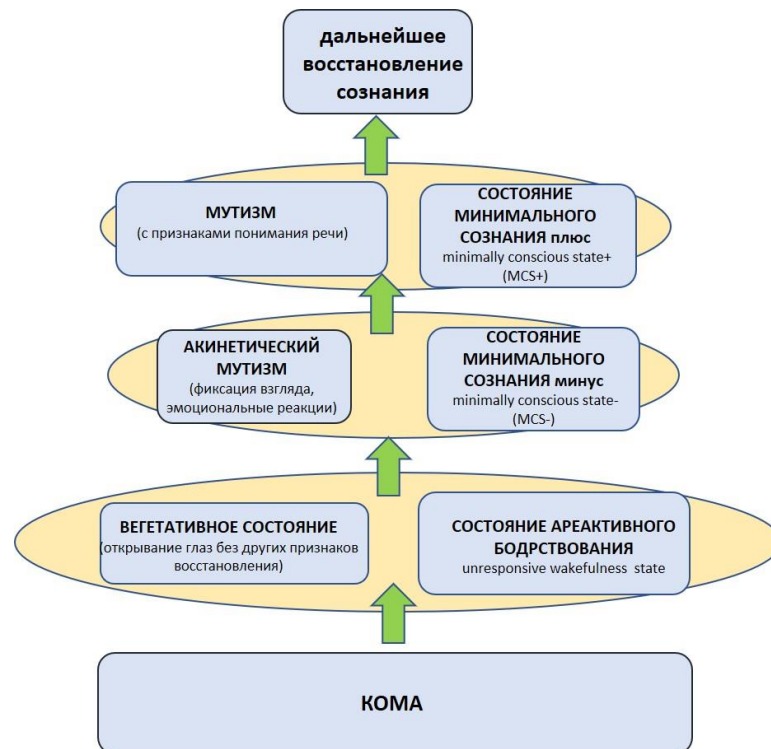 дальнейшее
восстановление
сознания
МУТИЗМ
(с признаками понимания речи)
СОСТОЯНИЕ
МИНИМАЛЬНОГО
СОЗНАНИЯ плюс
minimally conscious state+
(MCS+)
АКИНЕТИЧЕСКИЙ
МУТИЗМ
(фиксация взгляда,
эмоциональные реакции)
СОСТОЯНИЕ
МИНИМАЛЬНОГО
СОЗНАНИЯ минус
minimally conscious state-
(MCS-)
ВЕГЕТАТИВНОЕ СОСТОЯНИЕ
(открывание глаз без других признаков
восстановления)
СОСТОЯНИЕ АРЕАКТИВНОГО
БОДРСТВОВАНИЯ
unresponsive wakefulness state
КОМА